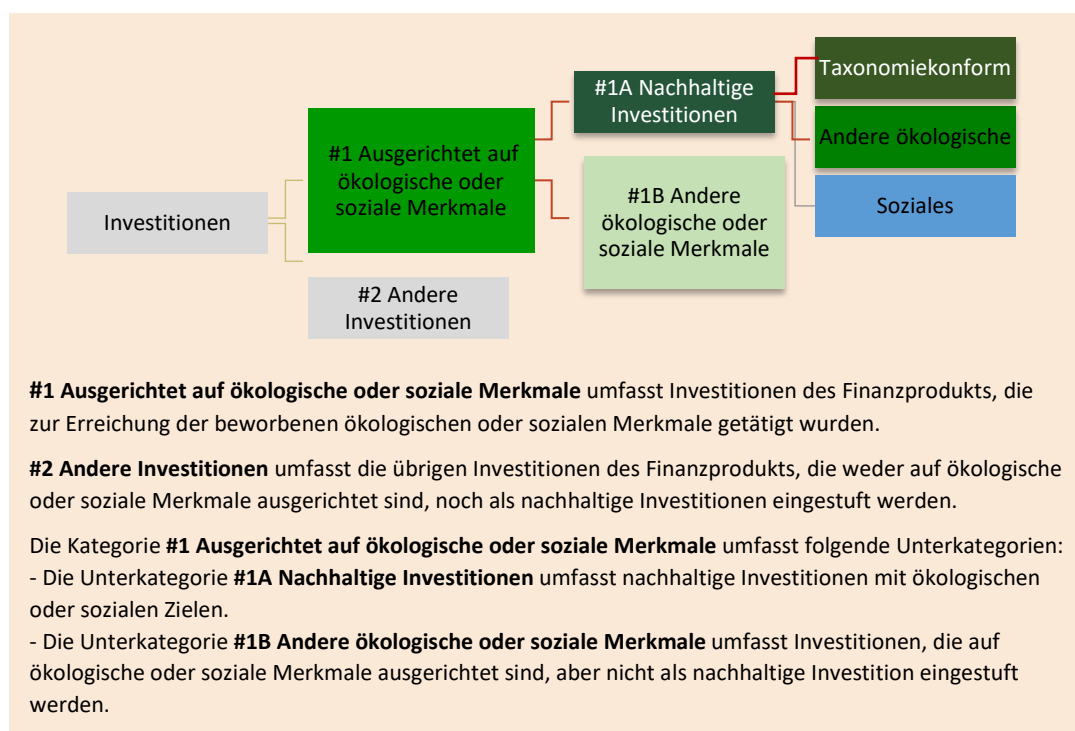 Taxonomiekonform
#1A Nachhaltige
Investitionen
Andere ökologische
#1 Ausgerichtet auf
ökologische oder
soziale Merkmale
#1B Andere
ökologische oder
soziale Merkmale
Soziales
Investitionen
#2 Andere
Investitionen
#1 Ausgerichtet auf ökologische oder soziale Merkmale umfasst Investitionen des Finanzprodukts, die
zur Erreichung der beworbenen ökologischen oder sozialen Merkmale getätigt wurden.
#2 Andere Investitionen umfasst die übrigen Investitionen des Finanzprodukts, die weder auf ökologische
oder soziale Merkmale ausgerichtet sind, noch als nachhaltige Investitionen eingestuft werden.
Die Kategorie #1 Ausgerichtet auf ökologische oder soziale Merkmale umfasst folgende Unterkategorien:
- Die Unterkategorie #1A Nachhaltige Investitionen umfasst nachhaltige Investitionen mit ökologischen
oder sozialen Zielen.
- Die Unterkategorie #1B Andere ökologische oder soziale Merkmale umfasst Investitionen, die auf
ökologische oder soziale Merkmale ausgerichtet sind, aber nicht als nachhaltige Investition eingestuft
werden.